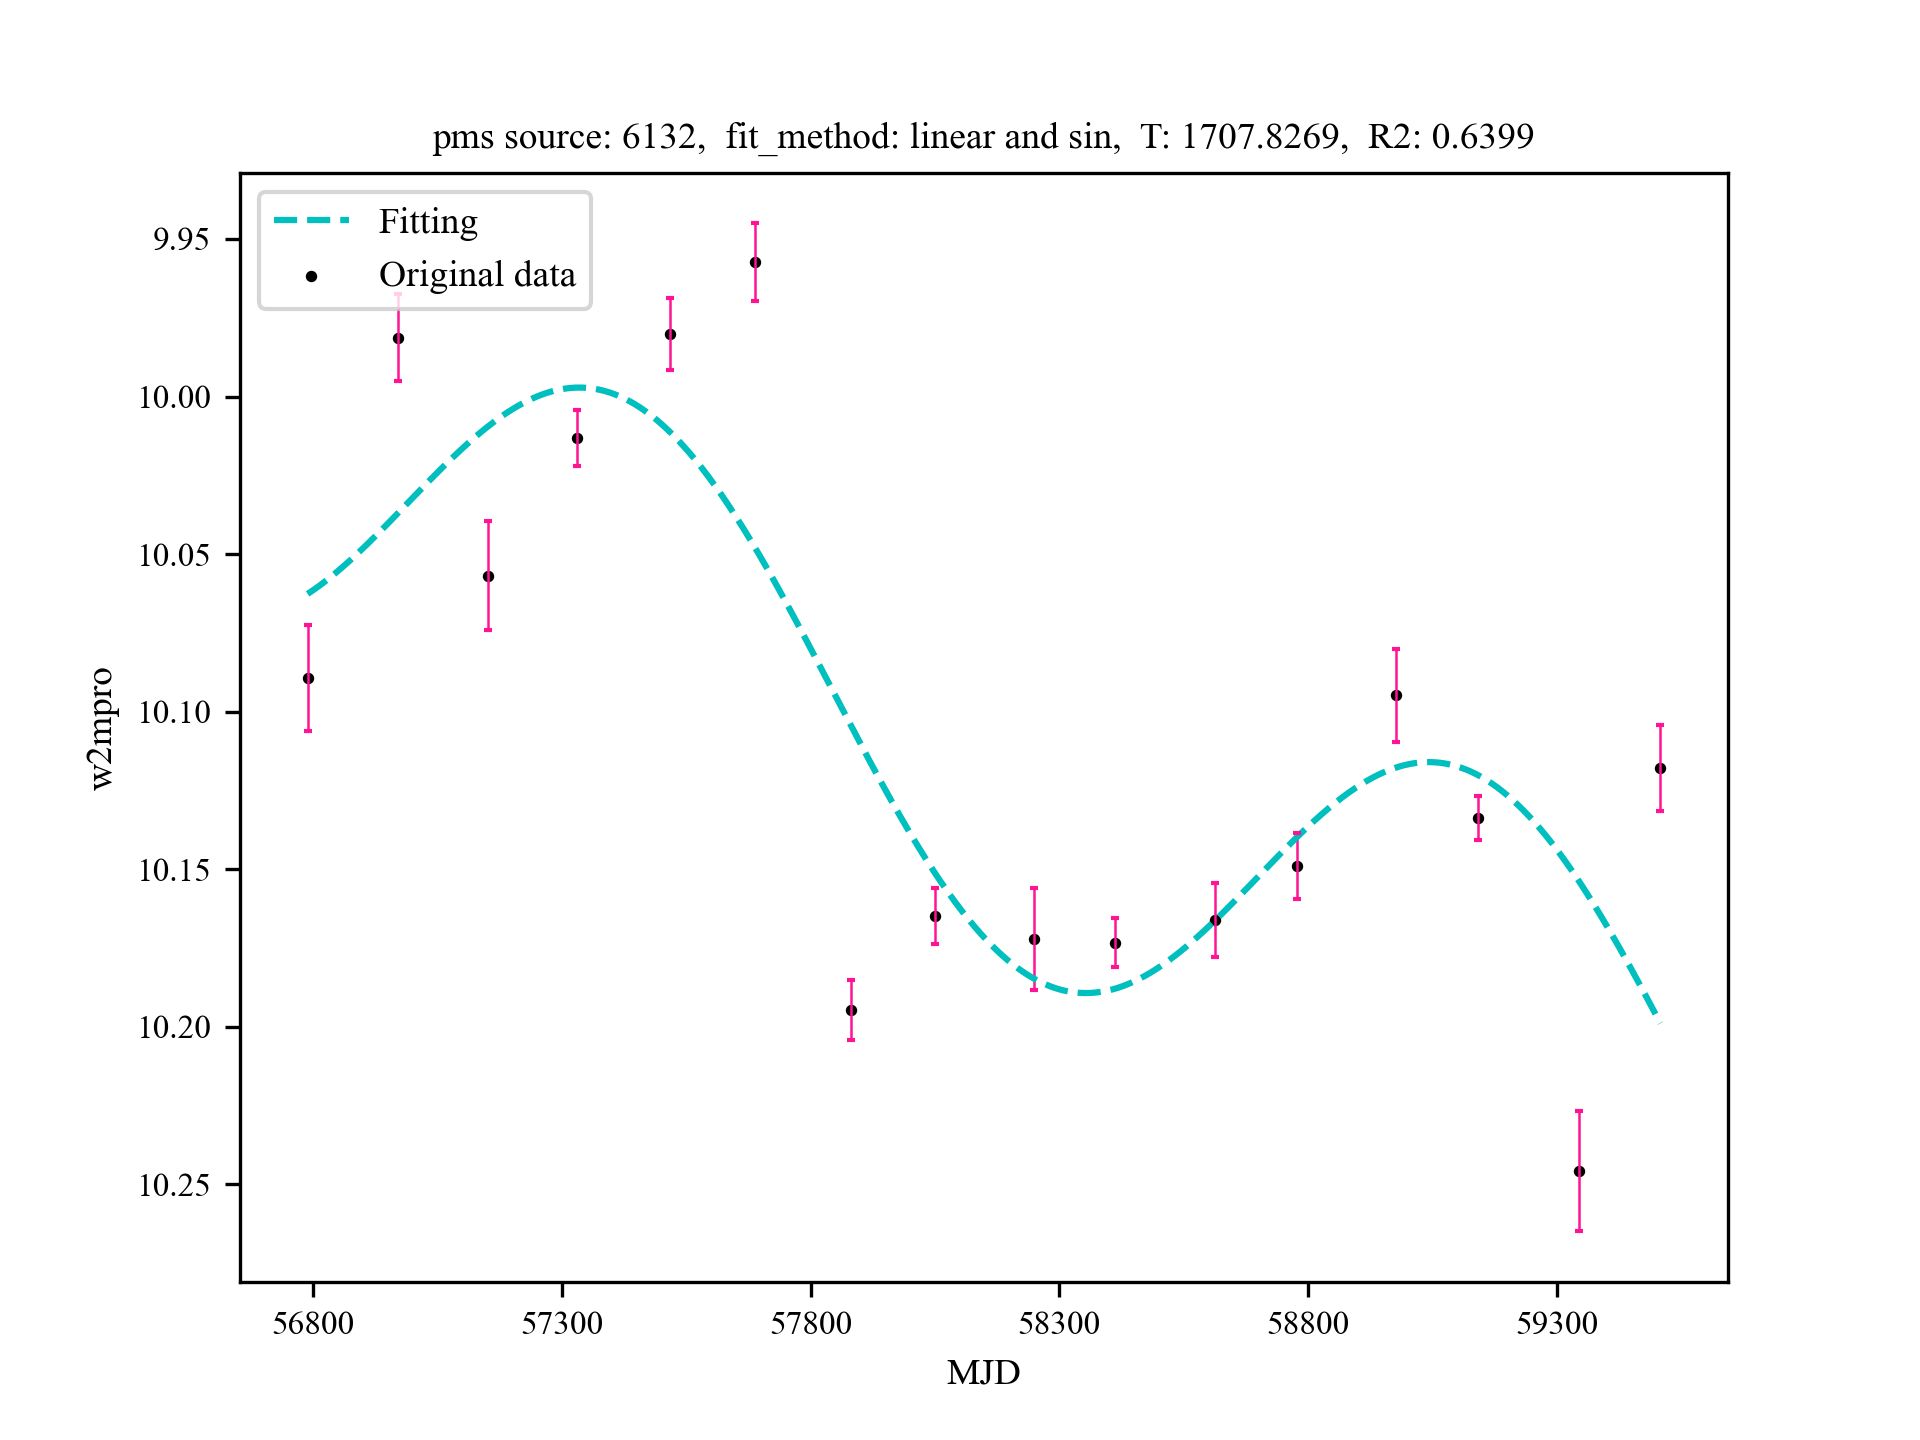 pms source: 6132, fit_method: linear and sin, T: 1707.8269, R2: 0.6399
Fitting
Original data
9.95
10.00
10.05
10.10
10.15
10.20
10.25
w2mpro
56800 57300 57800 58300 58800 59300
MJD